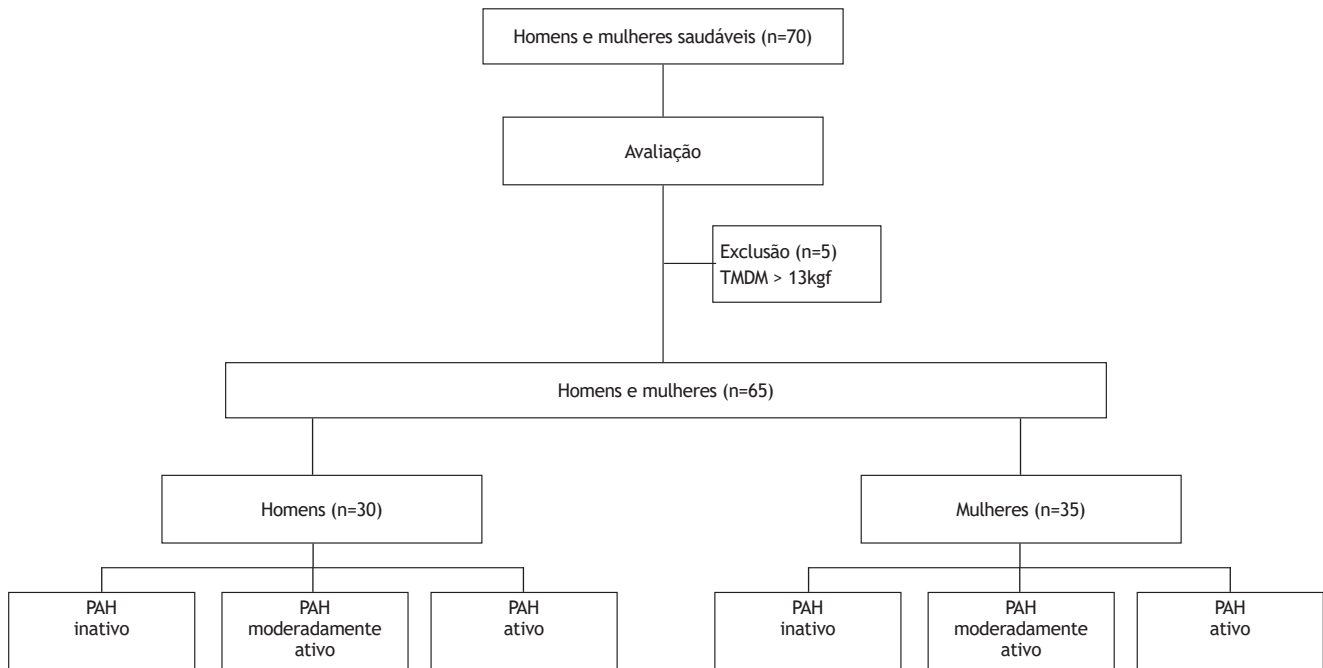 Homens e mulheres saudáveis (n=70)
Avaliação
Exclusão (n=5)
TMDM > 13kgf
Homens e mulheres (n=65)
Homens (n=30)
Mulheres (n=35)
PAH
inativo
PAH
moderadamente
ativo
PAH
ativo
PAH
inativo
PAH
moderadamente
ativo
PAH
ativo